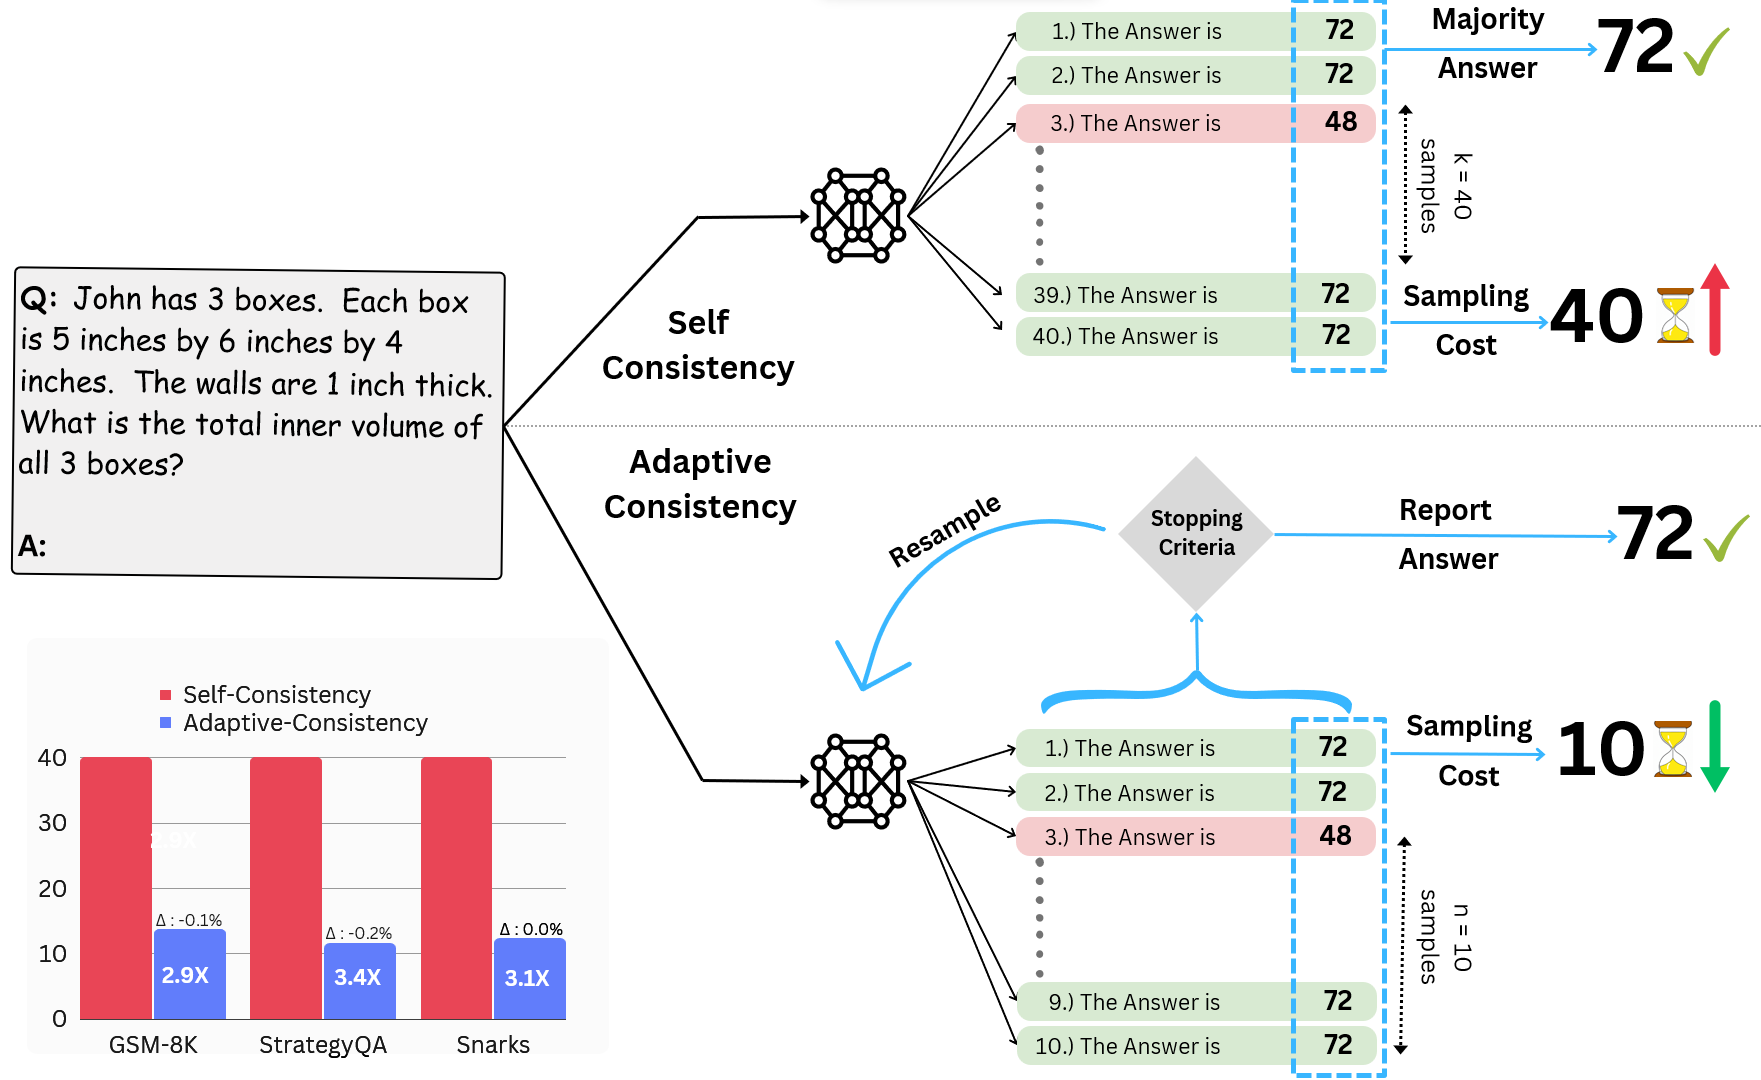 Q: John has 3 boxes. Each box
is 5 inches by 6 inches by 4
inches. The walls are 1 inch thick.
What is the total inner volume of
all 3 boxes?
A:
Self
Consistency
1.) The Answer is 72
2.) The Answer is 72
3.) The Answer is 48
39.) The Answer is 72
40.) The Answer is 72
Majority
Answer
72
k = 40
samples
Sampling
Cost
40
Adaptive
Consistency
Resample
Stopping
Criteria
Report
Answer
72
1.) The Answer is 72
2.) The Answer is 72
3.) The Answer is 48
9.) The Answer is 72
10.) The Answer is 72
Sampling
Cost
10
n = 10
samples
Self-Consistency
Adaptive-Consistency
40
30
20
10
0
2.9X
Δ : -0.1%
2.9X
Δ : -0.2%
3.4X
Δ : 0.0%
3.1X
GSM-8K
StrategyQA
Snarks